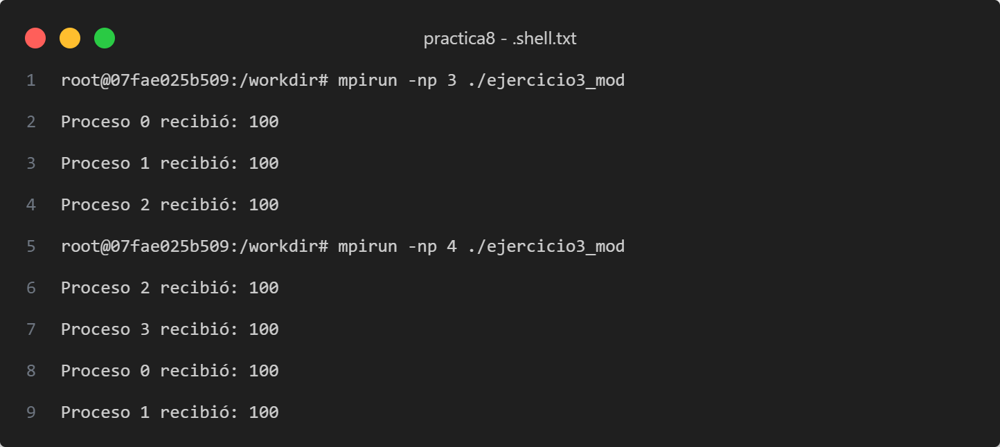 practica8 - .shell.txt
1 root@07fae025b509:/workdir# mpirun -np 3 ./ejercicio3_mod
2 Proceso 0 recibió: 100
3 Proceso 1 recibió: 100
4 Proceso 2 recibió: 100
5 root@07fae025b509:/workdir# mpirun -np 4 ./ejercicio3_mod
6 Proceso 2 recibió: 100
7 Proceso 3 recibió: 100
8 Proceso 0 recibió: 100
9 Proceso 1 recibió: 100